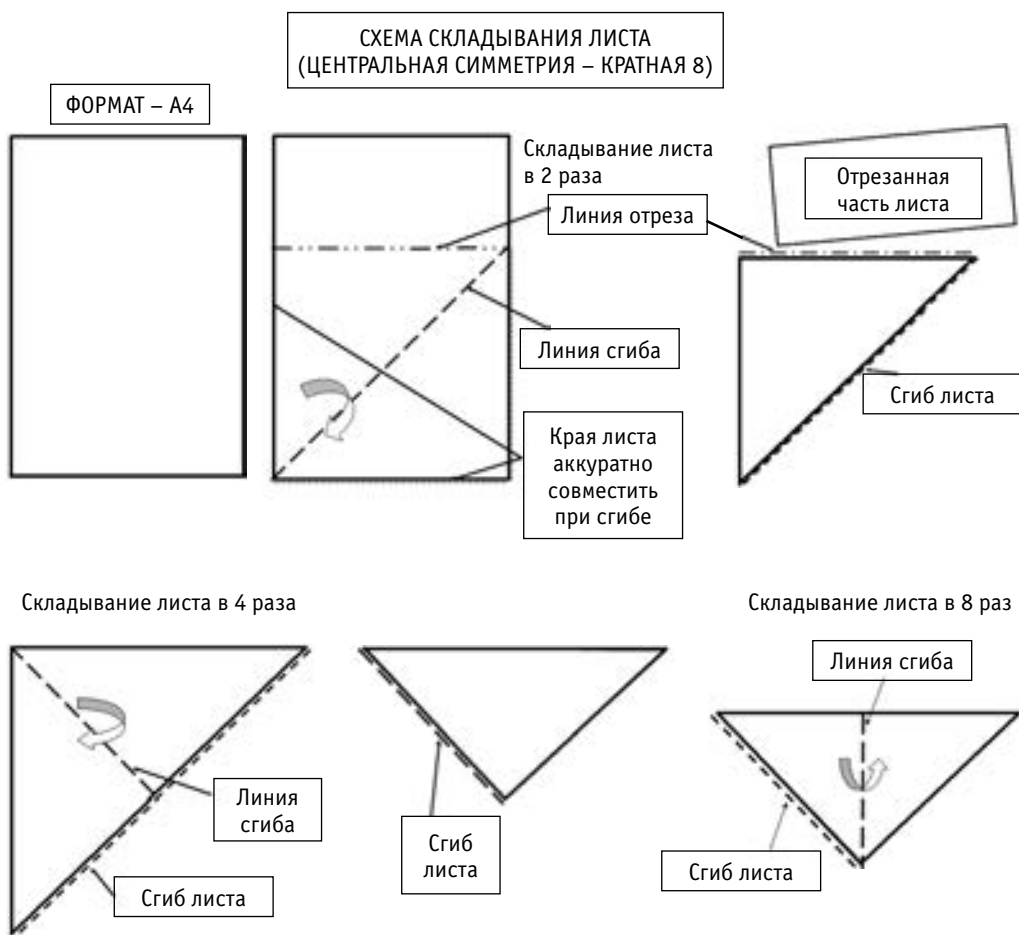 СХЕМА СКЛАДЫВАНИЯ ЛИСТА
(ЦЕНТРАЛЬНАЯ СИММЕТРИЯ – КРАТНАЯ 8)
ФОРМАТ – А4
Складывание листа
в 2 раза
Линия отреза
Линия сгиба
Края листа
аккуратно
совместить
при сгибе
Отрезанная
часть листа
Сгиб листа
Складывание листа в 4 раза
Линия
сгиба
Сгиб листа
Сгиб
листа
Складывание листа в 8 раз
Линия сгиба
Сгиб листа